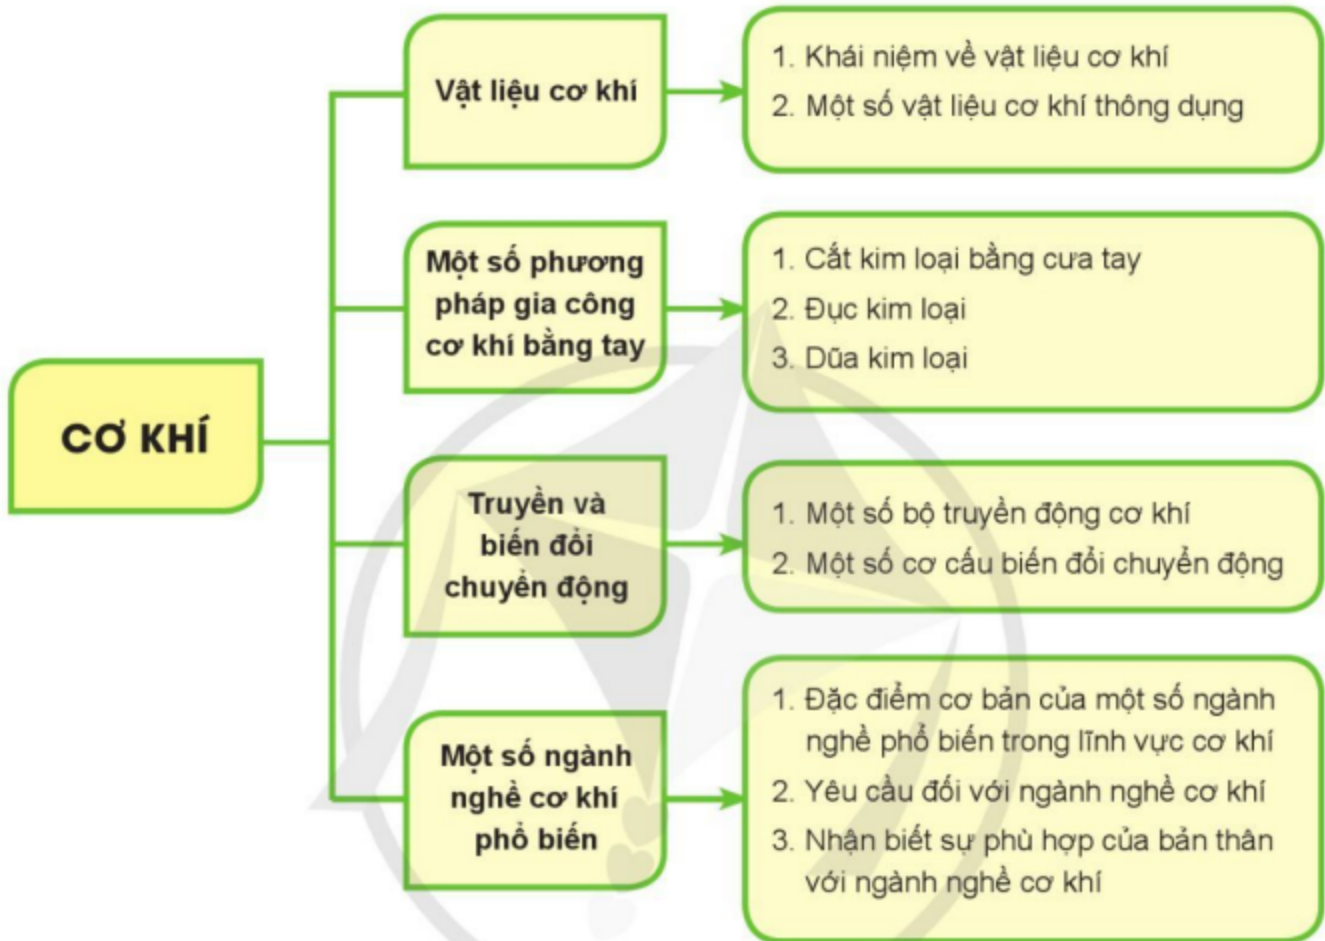 CƠ KHÍ
Vật liệu cơ khí
1. Khái niệm về vật liệu cơ khí
2. Một số vật liệu cơ khí thông dụng
Một số phương
pháp gia công
cơ khí bằng tay
1. Cắt kim loại bằng cưa tay
2. Đục kim loại
3. Dũa kim loại
Truyền và
biến đổi
chuyển động
1. Một số bộ truyền động cơ khí
2. Một số cơ cấu biến đổi chuyển động
Một số ngành
nghề cơ khí
phổ biến
1. Đặc điểm cơ bản của một số ngành
nghề phổ biến trong lĩnh vực cơ khí
2. Yêu cầu đối với ngành nghề cơ khí
3. Nhận biết sự phù hợp của bản thân
với ngành nghề cơ khí